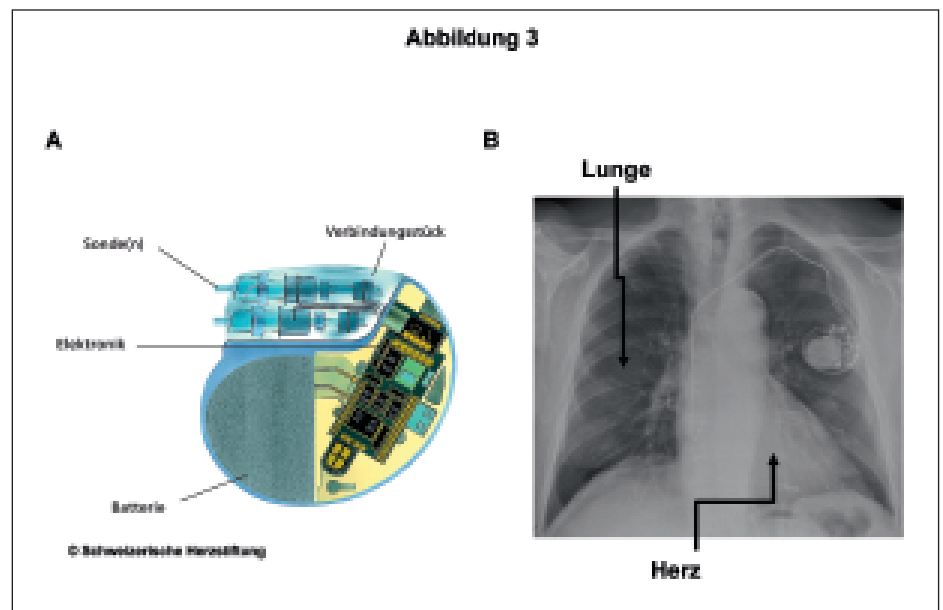 Abbildung 3
A
B
Lunge
Sonde(n)
Verbindungsstück
Elektronik
Batterie
© Schweizerische Herzstiftung
Herz